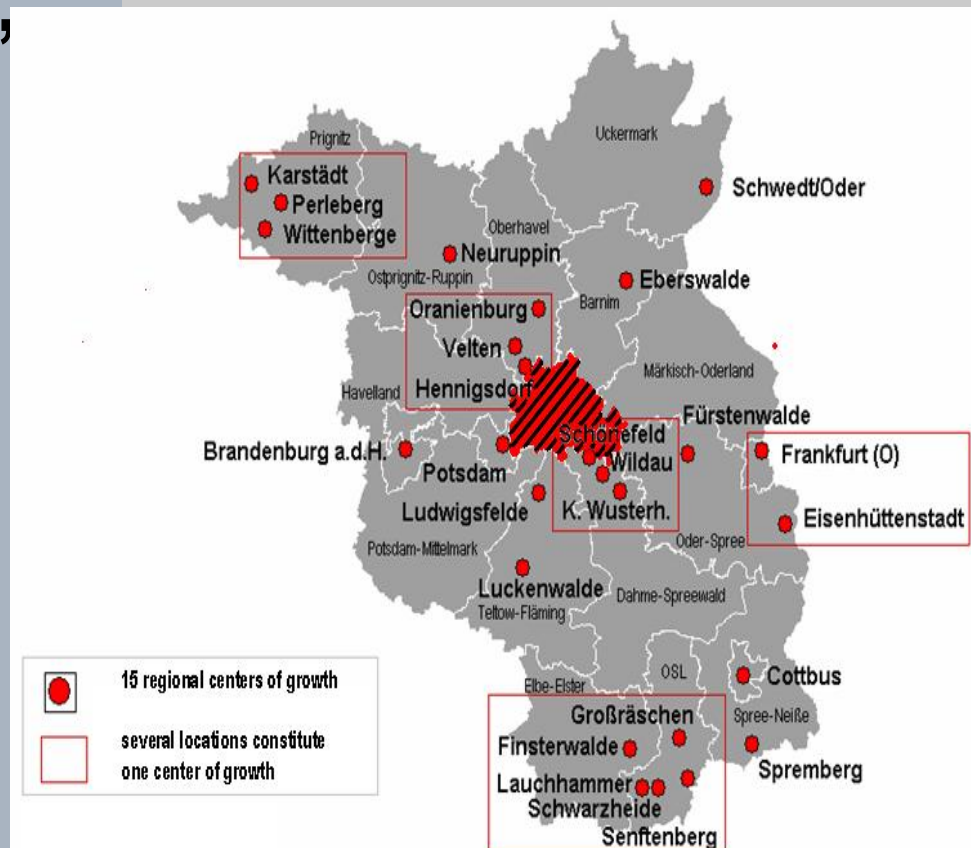 ”
Prignitz
Uckermark
Karstädt
Schwedt/Oder
Perleberg
Oberhavel
Wittenberge
Neuruppin
Ostprignitz-Ruppin
Eberswalde
Barnim
Oranienburg
Velten
Märkisch-Oderland
Hennigsdorf
Havelland
Fürstenwalde
Schönefeld
Brandenburg a.d.H.
Wildau
Frankfurt (O)
Potsdam
K. Wusterh.
Ludwigsfelde
Eisenhüttenstadt
Oder-Spree
Potsdam-Mittelmark
Luckenwalde
Dahme-Spreewald
Teltow-Fläming
15 regional centers of growth
OSL
Cottbus
Elbe-Elster
Großräschen
Spree-Neiße
several locations constitute
one center of growth
Finsterwalde
Spremberg
Lauchhammer
Schwarzheide
Senftenberg